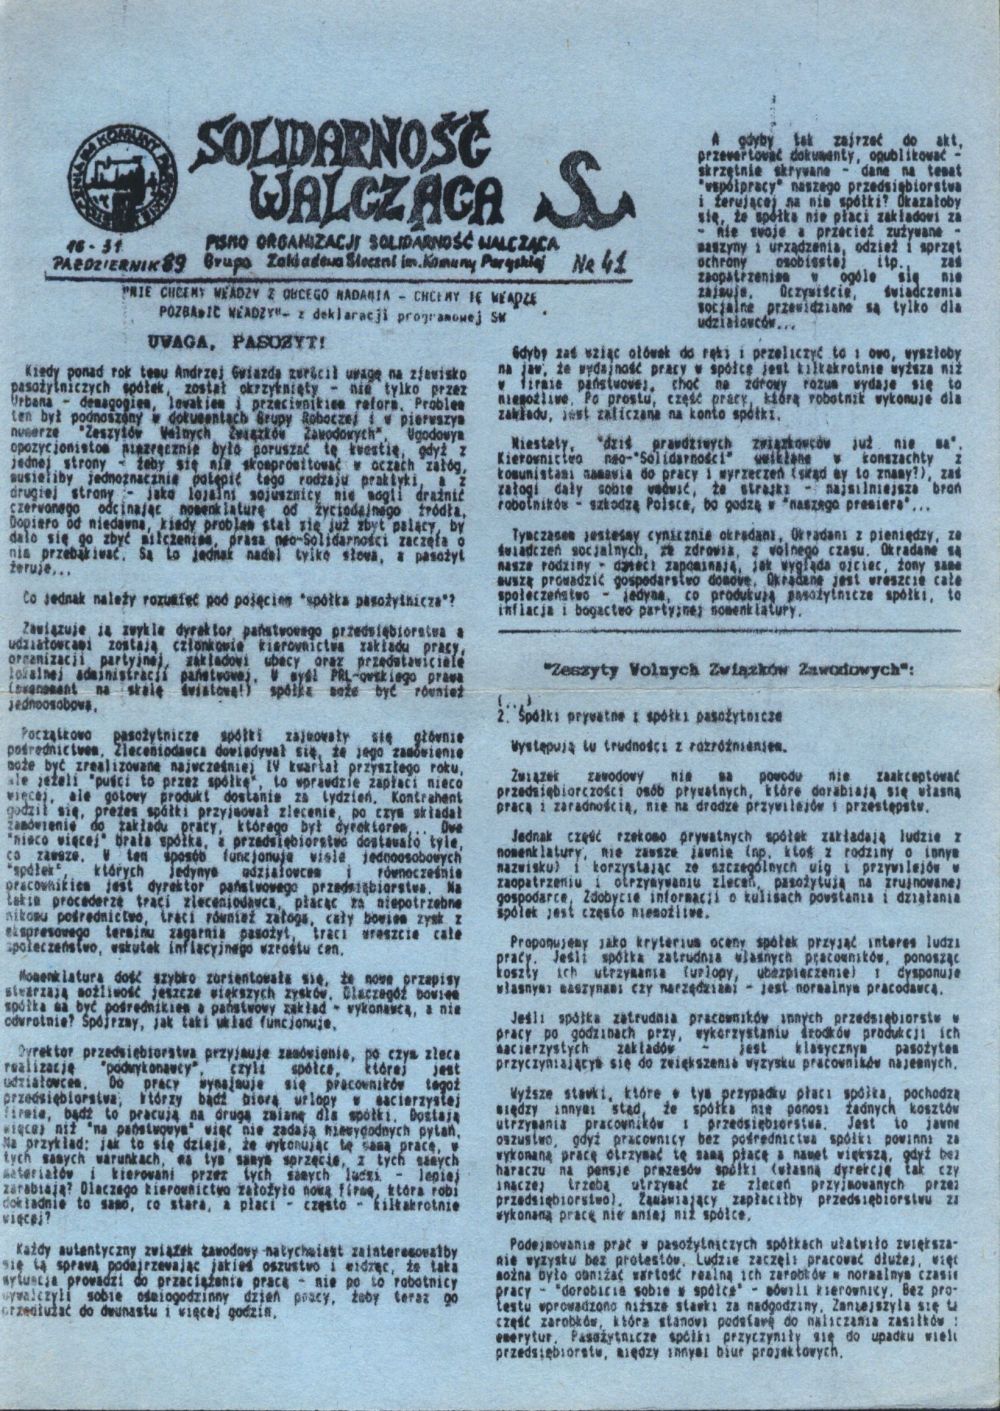 SOLIDARNOŚĆ
WALCZĄCA
16-31
PAŹDZIERNIK 89
PISMO ORGANIZACJI SOLIDARNOŚĆ WALCZĄCA
Grupa Zakładowa Stoczni im. Komuny Paryskiej
Nr 41
"NIE CHCEMY WŁADZY Z OBCEGO NADANIA - CHCEMY TĘ WŁADZĘ
POZBAWIĆ WŁADZY"- z deklaracji programowej SW
UWAGA, PASOŻYT!
Kiedy ponad rok temu Andrzej Gwiazda zwrócił uwagę na zjawisko
pasożytniczych spółek, został okrzyknięty - nie tylko przez
Urbana - demagogiem, lewakiem i przeciwnikiem reform. Problem
ten był podnoszony w dokumentach Grupy Roboczej i w pierwszym
numerze "Zeszytów Wolnych Związków Zawodowych". Ugodowym
opozycjonistom niezręcznie było poruszać tę kwestię, gdyż z
jednej strony - żeby się nie skompromitować w oczach załóg,
musieliby jednoznacznie potępić tego rodzaju praktyki, a z
drugiej strony - jako lojalni sojusznicy nie mogli drażnić
czerwonego odcinając nomenklaturę od życiodajnego źródła.
Dopiero od niedawna, kiedy problem stał się już zbyt palący, by
dało się go zbyć milczeniem, prasa neo-Solidarności zaczęła o
nim przebąkiwać. Są to jednak nadal tylko słowa, a pasożyt
żeruje...
Co jednak należy rozumieć pod pojęciem "spółka pasożytnicza"?
Zawiązuje ją zwykle dyrektor państwowego przedsiębiorstwa a
udziałowcami zostają członkowie kierownictwa zakładu pracy,
organizacji partyjnej, zakładowi ubecy oraz przedstawiciele
lokalnej administracji państwowej. W myśl PRL-owskiego prawa
(ewenement na skalę światową!) spółka może być również
jednoosobowa.
Początkowo pasożytnicze spółki zajmowały się głównie
pośrednictwem. Zleceniodawca dowiadywał się, że jego zamówienie
może być zrealizowane najwcześniej IV kwartał przyszłego roku,
ale jeżeli "puści to przez spółkę", to wprawdzie zapłaci nieco
więcej, ale gotowy produkt dostanie za tydzień. Kontrahent
godził się, prezes spółki przyjmował zlecenie, po czym składał
zamówienie do zakładu pracy, którego był dyrektorem... Owe
"nieco więcej" brała spółka, a przedsiębiorstwo dostawało tyle,
co zawsze. W ten sposób funcjonuje wiele jednoosobowych
"spółek", których jedynym udziałowcem i równocześnie
pracownikiem jest dyrektor państwowego przedsiębiorstwa. Na
takim procederze traci zleceniodawca, płacąc za niepotrzebne
nikomu pośrednictwo, traci również załoga, cały bowiem zysk z
ekspresowego terminu zagarnia pasożyt, traci wreszcie całe
społeczeństwo, wskutek inflacyjnego wzrostu cen.
Nomenklatura dość szybko zorientowała się, że nowe przepisy
stwarzają możliwość jeszcze większych zysków. Dlaczegóż bowiem
spółka ma być pośrednikiem a państwowy zakład - wykonawcą, a nie
odwrotnie? Spójrzmy, jak taki układ funcjonuje.
Dyrektor przedsiębiorstwa przyjmuje zamówienie, po czym zleca
realizację "podwykonawcy", czyli spółce, której jest
udziałowcem. Do pracy wynajmuje się pracowników tegoż
przedsiębiorstwa, którzy bądź biorą urlopy w macierzystej
firmie, bądź to pracują na drugą zmianę dla spółki. Dostają
więcej niż "na państwowym" więc nie zadają niewygodnych pytań.
Na przykład: jak to się dzieje, że wykonując tę samą pracę, w
tych samych warunkach, na tym samym sprzęcie, z tych samych
materiałów i kierowani przez tych samych ludzi - lepiej
zarabiają? Dlaczego kierownictwo założyło nową firmę, która robi
dokładnie to samo, co stara, a płaci - często - kilkakrotnie
więcej?
Każdy autentyczny związek zawodowy natychmiast zainteresowałby
się tą sprawą podejrzewając jakieś oszustwo i widząc, że taka
sytuacja prowadzi do przeciążenia pracą - nie po to robotnicy
wywalczyli sobie ośmiogodzinny dzień pracy, żeby teraz go
przedłużać do dwunastu i więcej godzin.
A gdyby tak zajrzeć do akt,
przewertować dokumenty, opublikować -
skrzętnie skrywane - dane na temat
"współpracy" naszego przedsiębiorstwa
i żerującej na nim spółki? Okazałoby
się, że spółka nie płaci zakładowi za
- nie swoje a przecież zużywane -
maszyny i urządzenia, odzież i sprzęt
ochrony osobisstej itp., zaś
zaopatrzeniem w ogóle się nie
zajmuje. Oczywiście, świadczenia
socjalne przewidziane są tylko dla
udziałowców...
Gdyby zaś wziąć ołówek do ręki i przeliczyć to i owo, wyszłoby
na jaw, że wydajność pracy w spółce jest kilkakrotnie wyższa niż
w firmie państwowej, choć na zdrowy rozum wydaje się to
niemożliwe. Po prostu, część pracy, którą robotnik wykonuje dla
zakładu, jest zaliczana na konto spółki.
Niestety, "dziś prawdziwych związkowców już nie ma".
Kierownictwo neo-"Solidarności" uwikłane w konszachty z
komunistami namawia do pracy i wyrzeczeń (skąd my to znamy?), zaś
załogi dały sobie wmówić, że strajki - najsilniejsza broń
robotników - szkodzą Polsce, bo godzą w "naszego premiera"...
Tymczasem jesteśmy cynicznie okradani. Okradani z pieniędzy, ze
świadczeń socjalnych, ze zdrowia, z wolnego czasu. Okradane są
nasze rodziny - dzieci zapominają, jak wygląda ojciec, żony same
muszą prowadzić gospodarstwo domowe. Okradane jest wreszcie całe
społeczeństwo - jedyne, co produkują pasożytnicze spółki, to
inflacja i bogactwo partyjnej nomenklatury.
"Zeszyty Wolnych Związków Zawodowych":
(...)
2. Spółki prywatne i spółki pasożytnicze
Występują tu trudności z rozróżnieniem.
Związek zawodowy nie ma powodu nie zaakceptować
przedsiębiorczości osób prywatnych, które dorabiają się własną
pracą i zaradnością, nie na drodze przywilejów i przestępstw.
Jednak część rzekomo prywatnych spółek zakładają ludzie z
nomenklatury, nie zawsze jawnie (np. ktoś z rodziny o innym
nazwisku) i korzystając ze szczególnych ulg i przywilejów w
zaopatrzeniu i otrzymywaniu zleceń, pasożytują na zrujnowanej
gospodarce. Zdobycie informacji o kulisach powstania i działania
spółek jest często niemożliwe.
Proponujemy jako kryterium oceny spółek przyjąć interes ludzi
pracy. Jeśli spółka zatrudnia własnych pracowników, ponosząc
koszty ich utrzymania (urlopy, ubezpieczenie) i dysponuje
własnymi maszynami czy narzędziami - jest normalnym pracodawcą.
Jeśli spółka zatrudnia pracowników innych przedsiębiorstw w
pracy po godzinach przy wykorzystaniu środków produkcji ich
macierzystych zakładów - jest klasycznym pasożytem
przyczyniającym się do zwiększenia wyzysku pracowników najemnych.
Wyższe stawki, które w tym przypadku płaci spółka, pochodzą
między innymi stąd, że spółka nie ponosi żadnych kosztów
utrzymania pracowników i przedsiębiorstwa. Jest to jawne
oszustwo, gdyż pracownicy bez pośrednictwa spółki powinni za
wykonaną pracę otrzymać tę samą płacę a nawet większą, gdyż bez
haraczu na pensje prezesów spółki (własną dyrekcję tak czy
inaczej trzeba utrzymać ze zleceń przyjmowanych przez
przedsiębiorstwo). Zamawiający zapłaciłby przedsiębiorstwu za
wykonaną pracę nie mniej niż spółce.
Podejmowanie prac w pasożytniczych spółkach ułatwiło zwiększa-
nie wyzysku bez protestów. Ludzie zaczęli pracować dłużej, więc
można było obniżać wartość realną ich zarobków w normalnym czasie
pracy - "dorobicie sobie w spółce" - mówili kierownicy. Bez pro-
testu wprowadzono niższe stawki za nadgodziny. Zmniejszyła się ta
część zarobków, która stanowi podstawę do naliczania zasiłków i
emerytur. Pasożytnicze spółki przyczyniły się do upadku wielu
przedsiębiorstw, między innymi biur projektowych.